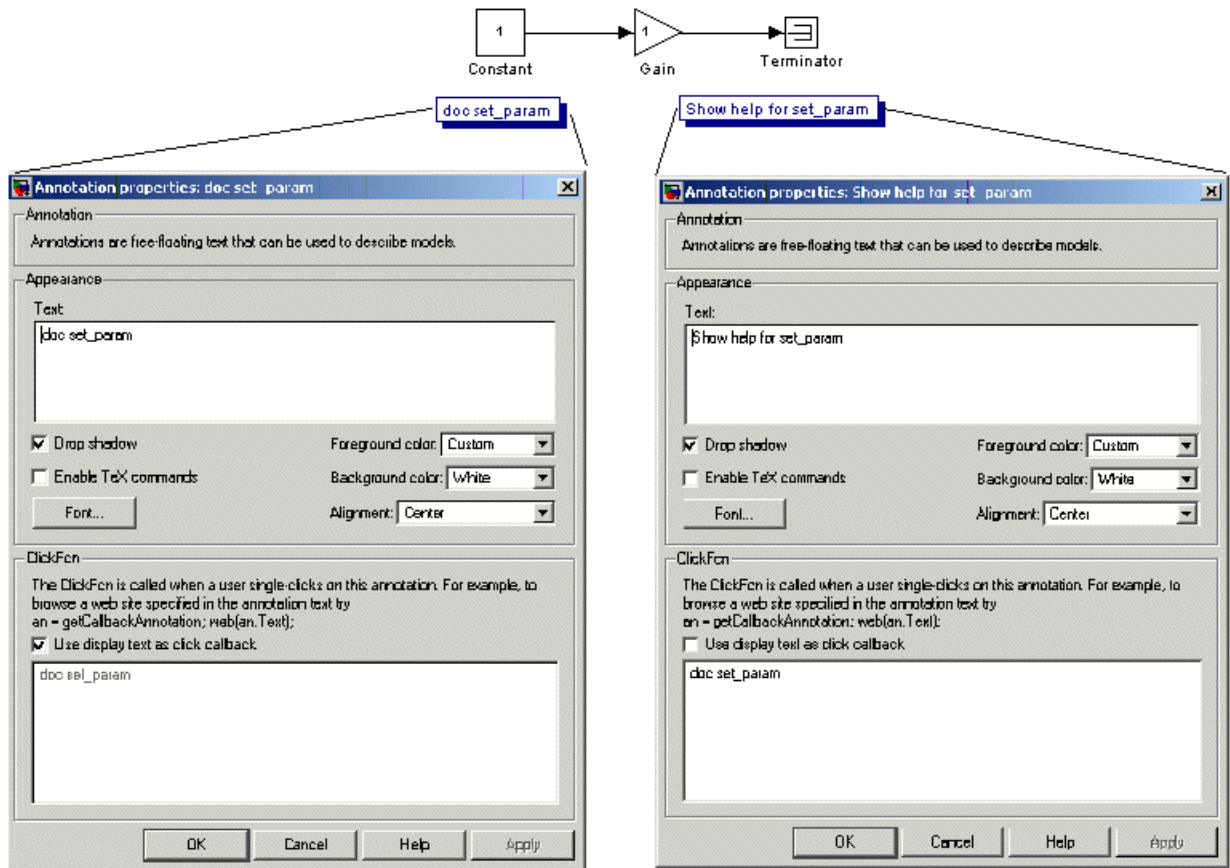 1
1
Constant
Gain
Terminator
doc set_param
Show help for set_param
Annotation properties: doc set_param
Annotation
Annotations are free-floating text that can be used to describe models.
Appearance
Text:
doc set_param
Drop shadow
Foreground color: Custom
Enable TeX commands
Background color: White
Font...
Alignment: Center
ClickFcn
The ClickFcn is called when a user single-clicks on this annotation. For example, to
browse a web site specified in the annotation text try
an = getCallbackAnnotation; web(an.Text);
Use display text as click callback
doc set_param
OK
Cancel
Help
Apply
Annotation properties: Show help for set_param
Annotation
Annotations are free-floating text that can be used to describe models.
Appearance
Text:
Show help for set_param
Drop shadow
Foreground color: Custom
Enable TeX commands
Background color: White
Font...
Alignment: Center
ClickFcn
The ClickFcn is called when a user single-clicks on this annotation. For example, to
browse a web site specified in the annotation text try
an = getCallbackAnnotation; web(an.Text);
Use display text as click callback
doc set_param
OK
Cancel
Help
Apply